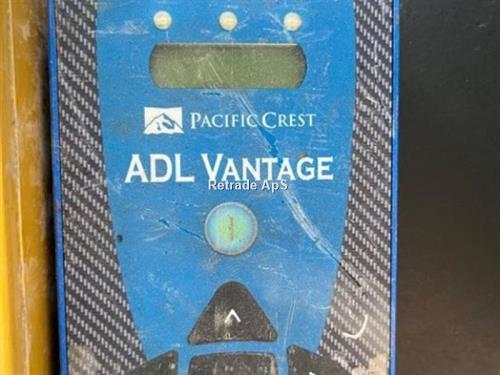 PACIFIC CREST
ADL VANTAGE
Retrade ApS